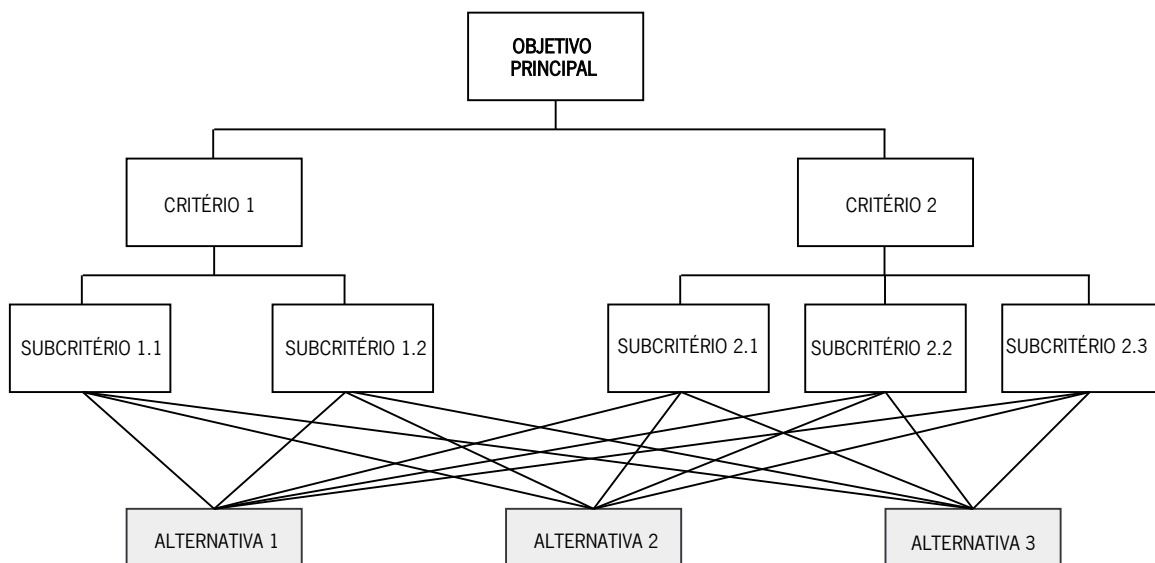 OBJETIVO
PRINCIPAL
CRITÉRIO 1
CRITÉRIO 2
SUBCRITÉRIO 1.1
SUBCRITÉRIO 1.2
SUBCRITÉRIO 2.1
SUBCRITÉRIO 2.2
SUBCRITÉRIO 2.3
ALTERNATIVA 1
ALTERNATIVA 2
ALTERNATIVA 3